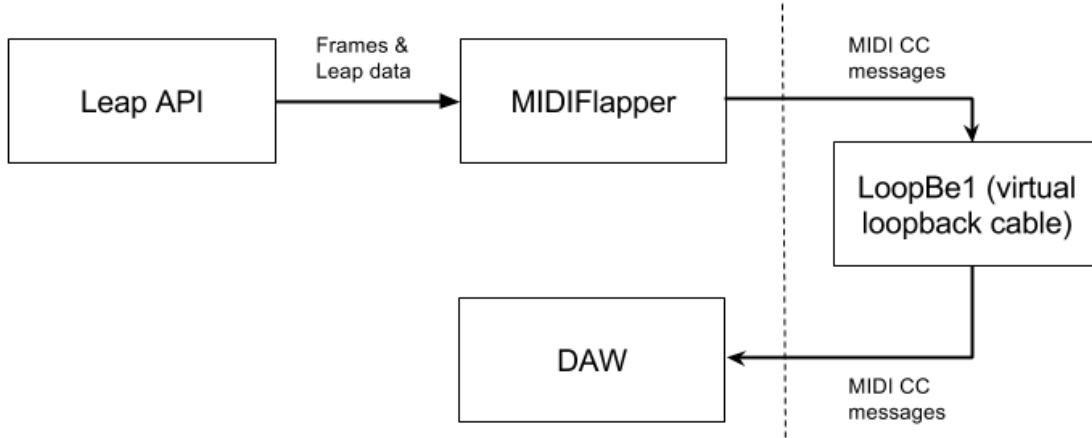 Frames &
Leap data
MIDI CC
messages
Leap API
MIDIFlapper
LoopBe1 (virtual
loopback cable)
DAW
MIDI CC
messages